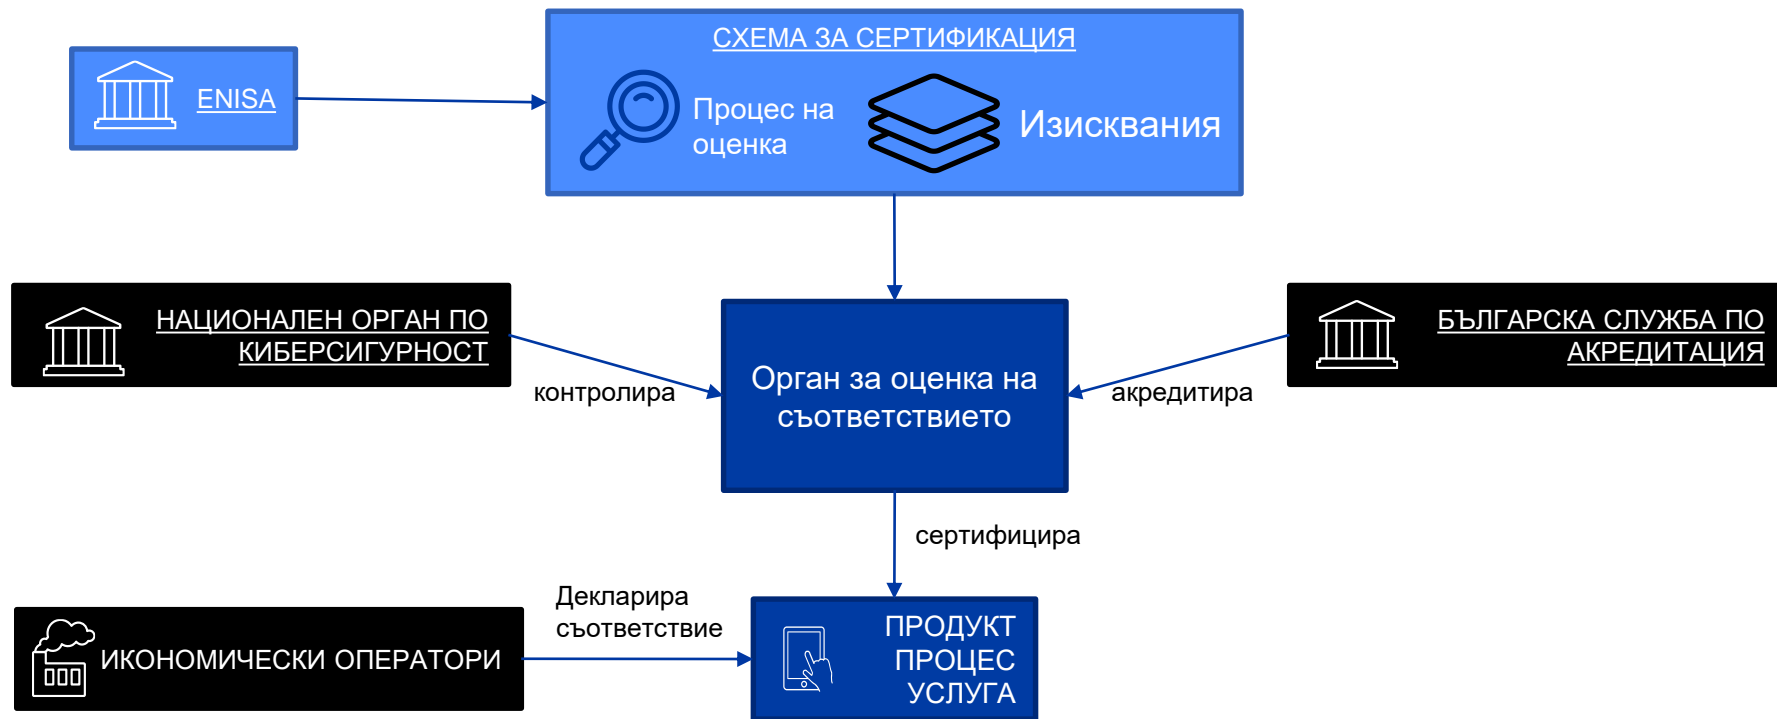 СХЕМА ЗА СЕРТИФИКАЦИЯ
ENISA
Процес на
оценка
Изисквания
НАЦИОНАЛЕН ОРГАН ПО
КИБЕРСИГУРНОСТ
БЪЛГАРСКА СЛУЖБА ПО
АКРЕДИТАЦИЯ
контролира
Орган за оценка на
съответствието
акредитира
сертифицира
Декларира
съответствие
ИКОНОМИЧЕСКИ ОПЕРАТОРИ
ПРОДУКТ
ПРОЦЕС
УСЛУГА